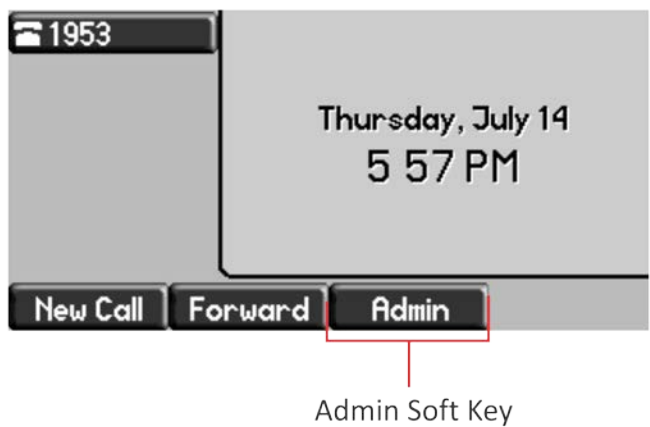 1953
Thursday, July 14
5 57 PM
New Call Forward Admin
Admin Soft Key